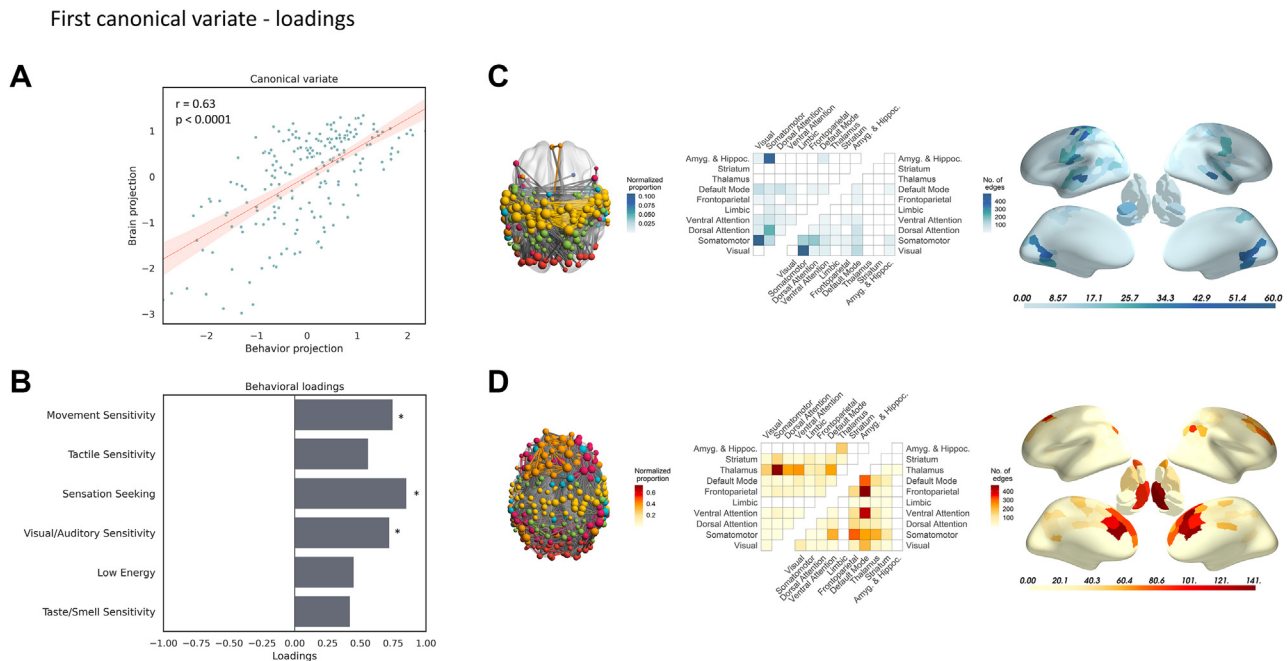 First canonical variate - loadings
A
Canonical variate
r = 0.63
p < 0.0001
Brain projection
1
0
−1
−2
−3
−2
−1
0
1
2
Behavior projection
B
Behavioral loadings
Movement Sensitivity
*
Tactile Sensitivity
Sensation Seeking
*
Visual/Auditory Sensitivity
*
Low Energy
Taste/Smell Sensitivity
−1.00 −0.75 −0.50 −0.25 0.00 0.25 0.50 0.75 1.00
Loadings
C
Normalized
proportion
0.100
0.075
0.050
0.025
Visual
Somatomotor
Dorsal Attention
Ventral Attention
Limbic
Frontoparietal
Default Mode
Thalamus
Striatum
Amyg. & Hippoc.
Amyg. & Hippoc.
Striatum
Thalamus
Default Mode
Frontoparietal
Limbic
Ventral Attention
Dorsal Attention
Somatomotor
Visual
Amyg. & Hippoc.
Striatum
Thalamus
Default Mode
Frontoparietal
Limbic
Ventral Attention
Dorsal Attention
Somatomotor
Visual
Visual
Somatomotor
Dorsal Attention
Ventral Attention
Limbic
Frontoparietal
Default Mode
Thalamus
Striatum
Amyg. & Hippoc.
No. of
edges
400
300
200
100
0.00 8.57 17.1 25.7 34.3 42.9 51.4 60.0
D
Normalized
proportion
0.6
0.4
0.2
Visual
Somatomotor
Dorsal Attention
Ventral Attention
Limbic
Frontoparietal
Default Mode
Thalamus
Striatum
Amyg. & Hippoc.
Amyg. & Hippoc.
Striatum
Thalamus
Default Mode
Frontoparietal
Limbic
Ventral Attention
Dorsal Attention
Somatomotor
Visual
Amyg. & Hippoc.
Striatum
Thalamus
Default Mode
Frontoparietal
Limbic
Ventral Attention
Dorsal Attention
Somatomotor
Visual
Visual
Somatomotor
Dorsal Attention
Ventral Attention
Limbic
Frontoparietal
Default Mode
Thalamus
Striatum
Amyg. & Hippoc.
No. of
edges
400
300
200
100
0.00 20.1 40.3 60.4 80.6 101. 121. 141.